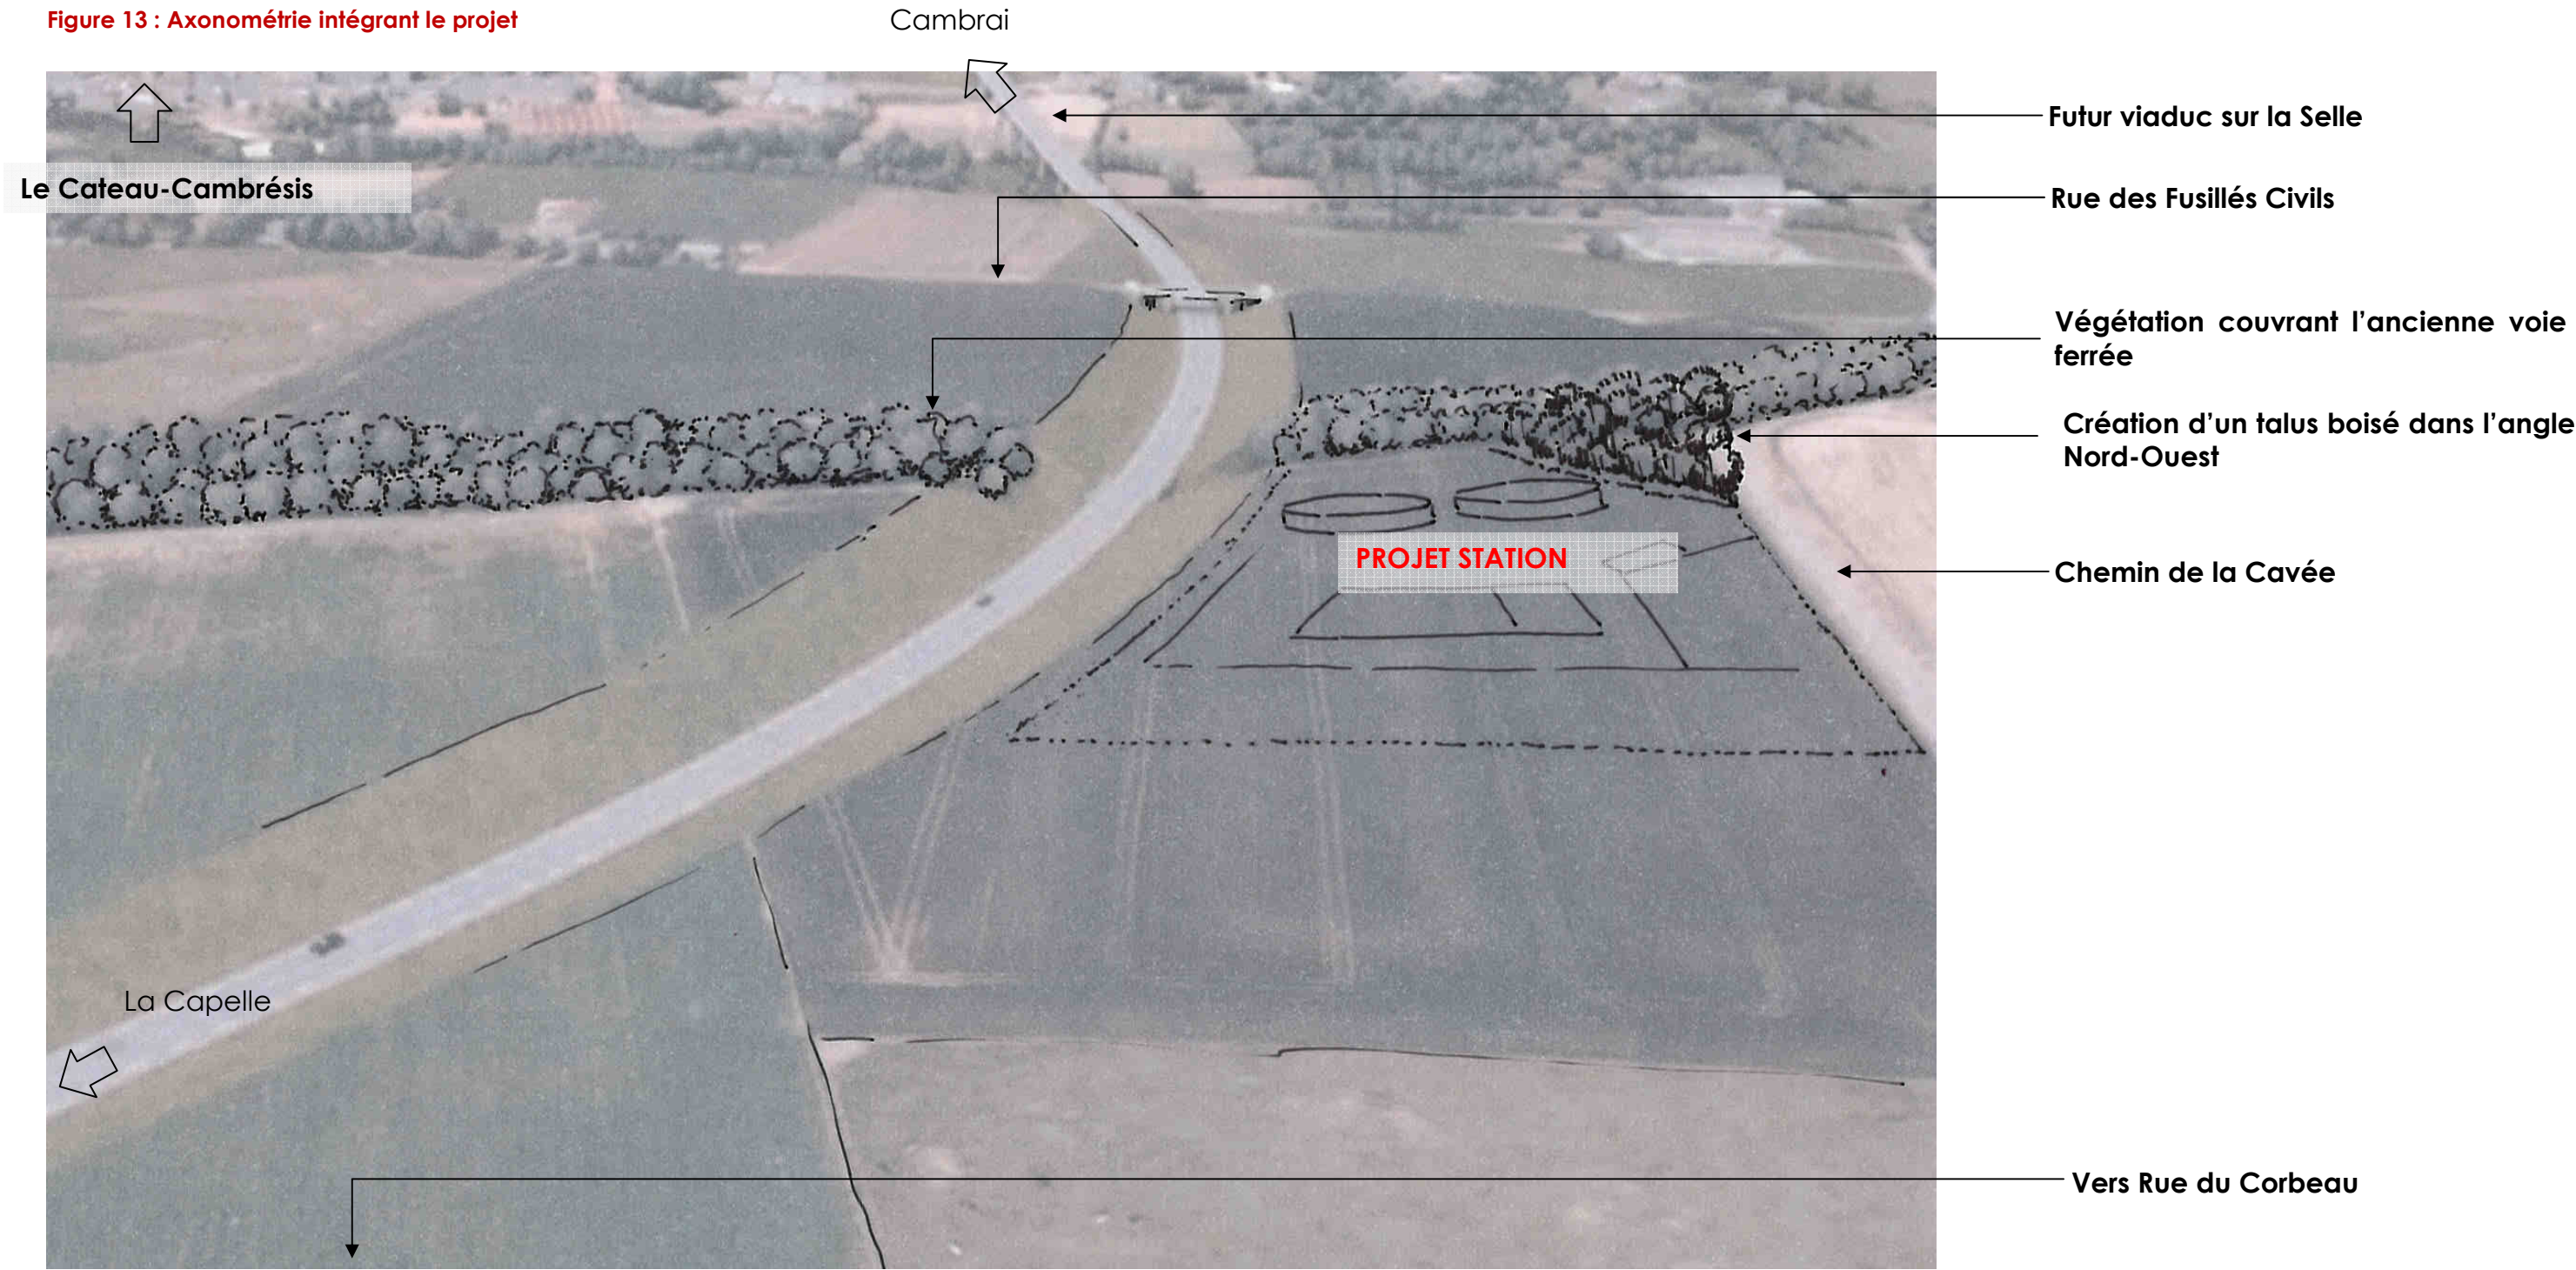 Figure 13 : Axonométrie intégrant le projet
Cambrai
Futur viaduc sur la Selle
Le Cateau-Cambrésis
Rue des Fusillés Civils
Végétation couvrant l'ancienne voie
ferrée
Création d'un talus boisé dans l'angle
Nord-Ouest
PROJET STATION
Chemin de la Cavée
La Capelle
Vers Rue du Corbeau